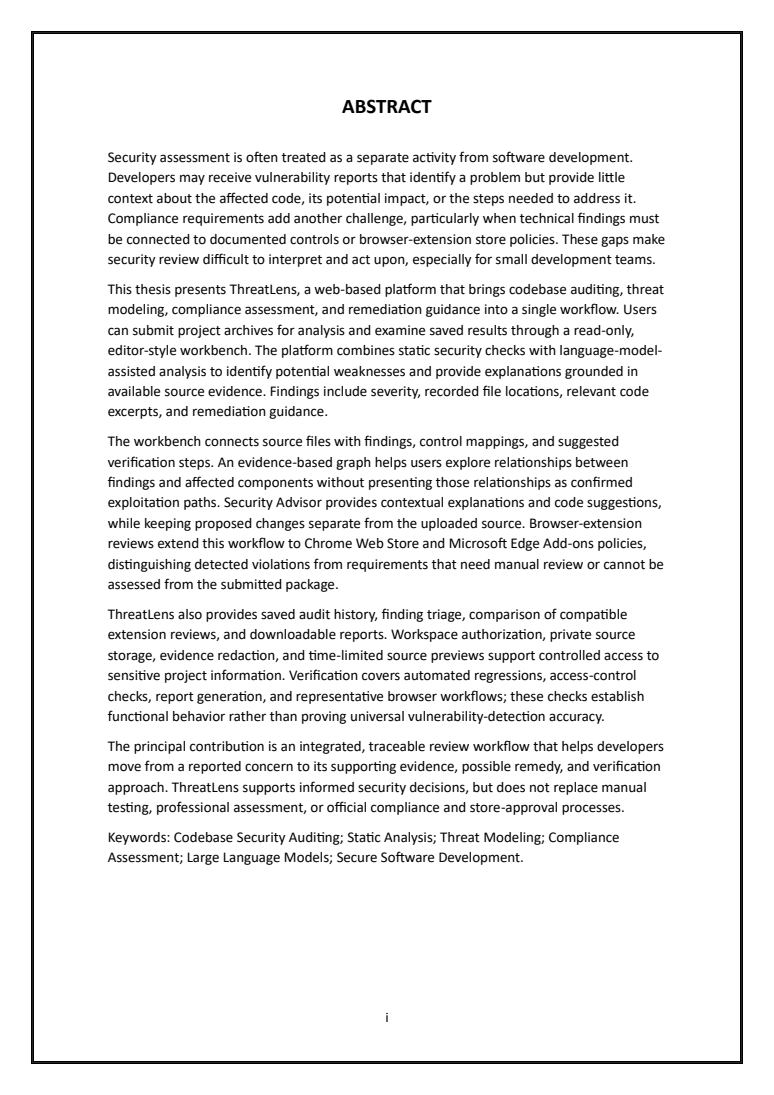 ABSTRACT
Security assessment is often treated as a separate activity from software development.
Developers may receive vulnerability reports that identify a problem but provide little
context about the affected code, its potential impact, or the steps needed to address it.
Compliance requirements add another challenge, particularly when technical findings must
be connected to documented controls or browser-extension store policies. These gaps make
security review difficult to interpret and act upon, especially for small development teams.
This thesis presents ThreatLens, a web-based platform that brings codebase auditing, threat
modeling, compliance assessment, and remediation guidance into a single workflow. Users
can submit project archives for analysis and examine saved results through a read-only,
editor-style workbench. The platform combines static security checks with language-model-
assisted analysis to identify potential weaknesses and provide explanations grounded in
available source evidence. Findings include severity, recorded file locations, relevant code
excerpts, and remediation guidance.
The workbench connects source files with findings, control mappings, and suggested
verification steps. An evidence-based graph helps users explore relationships between
findings and affected components without presenting those relationships as confirmed
exploitation paths. Security Advisor provides contextual explanations and code suggestions,
while keeping proposed changes separate from the uploaded source. Browser-extension
reviews extend this workflow to Chrome Web Store and Microsoft Edge Add-ons policies,
distinguishing detected violations from requirements that need manual review or cannot be
assessed from the submitted package.
ThreatLens also provides saved audit history, finding triage, comparison of compatible
extension reviews, and downloadable reports. Workspace authorization, private source
storage, evidence redaction, and time-limited source previews support controlled access to
sensitive project information. Verification covers automated regressions, access-control
checks, report generation, and representative browser workflows; these checks establish
functional behavior rather than proving universal vulnerability-detection accuracy.
The principal contribution is an integrated, traceable review workflow that helps developers
move from a reported concern to its supporting evidence, possible remedy, and verification
approach. ThreatLens supports informed security decisions, but does not replace manual
testing, professional assessment, or official compliance and store-approval processes.
Keywords: Codebase Security Auditing; Static Analysis; Threat Modeling; Compliance
Assessment; Large Language Models; Secure Software Development.
i